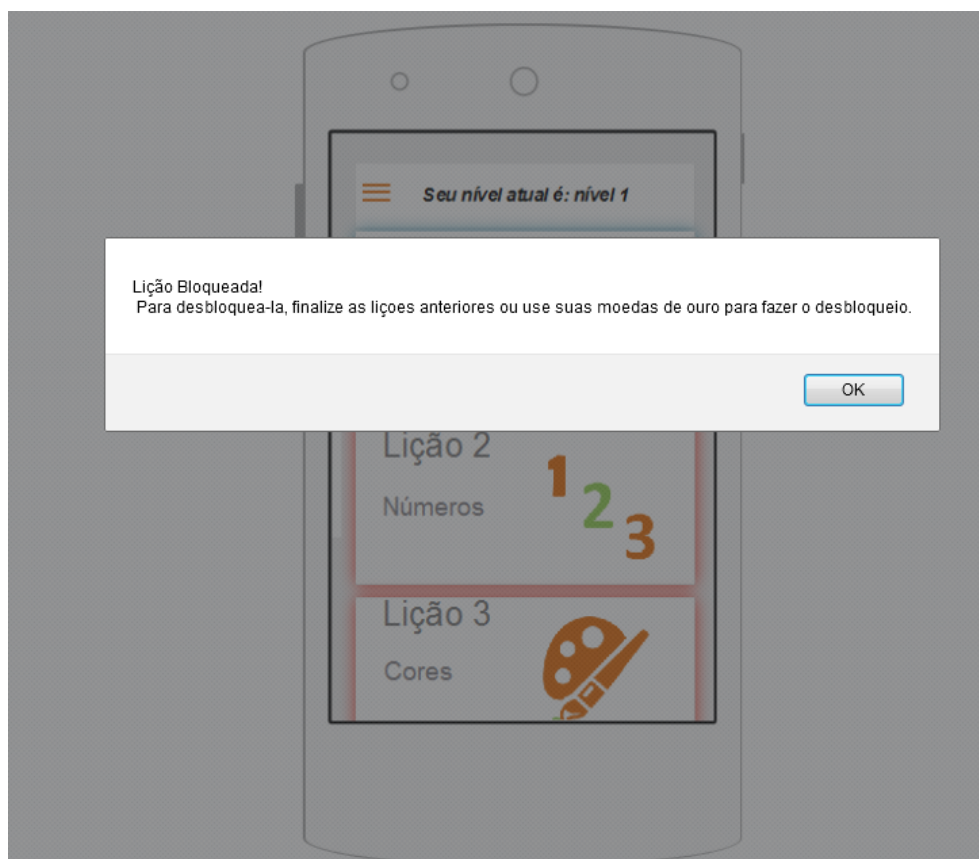 Seu nível atual é: nível 1
Lição Bloqueada!
Para desbloquea-la, finalize as liçoes anteriores ou use suas moedas de ouro para fazer o desbloqueio.
OK
Lição 2
Números
1
2
3
Lição 3
Cores